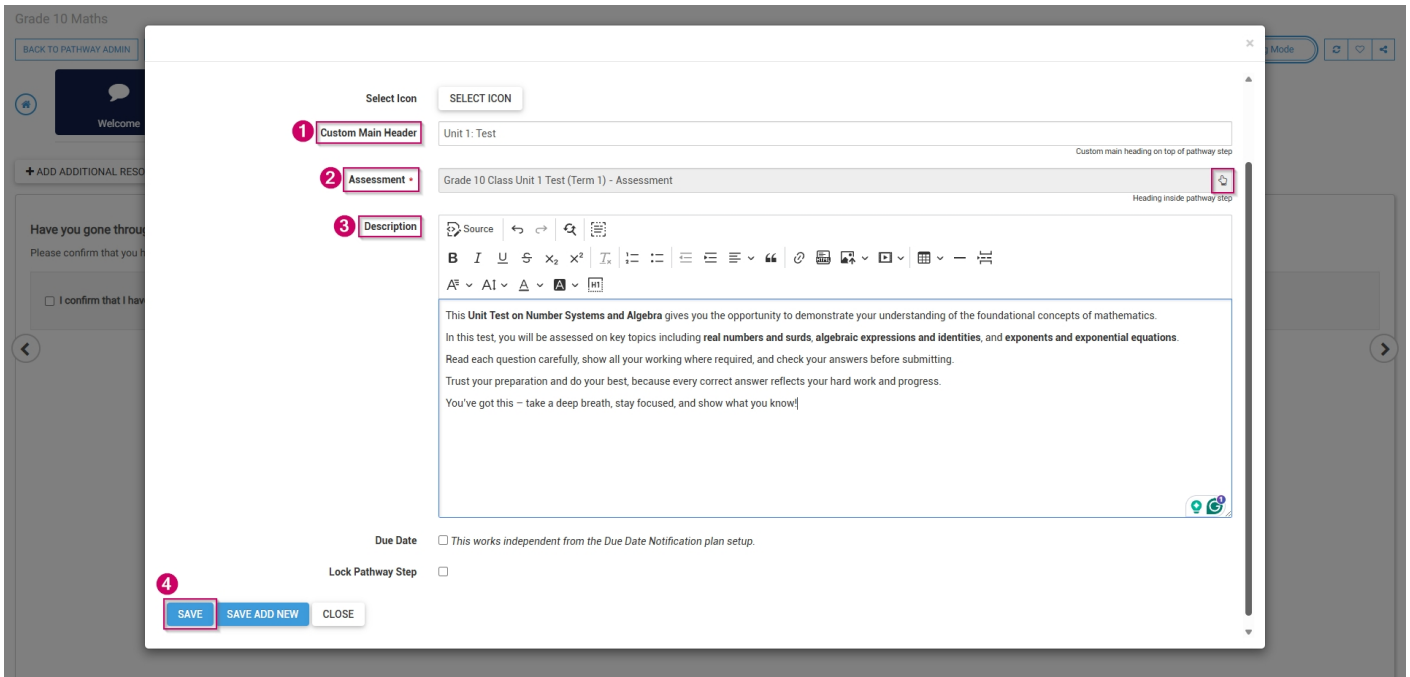 Grade 10 Maths
BACK TO PATHWAY ADMIN
Mode
Welcome
+ ADD ADDITIONAL RESO
Have you gone throug
Please confirm that you h
I confirm that I hav
×
Select Icon SELECT ICON
1 Custom Main Header Unit 1: Test
Custom main heading on top of pathway step
2 Assessment • Grade 10 Class Unit 1 Test (Term 1) - Assessment
Heading inside pathway step
3 Description Source
B I U S X₂ X² Tx
A AI A A H1
This Unit Test on Number Systems and Algebra gives you the opportunity to demonstrate your understanding of the foundational concepts of mathematics.
In this test, you will be assessed on key topics including real numbers and surds, algebraic expressions and identities, and exponents and exponential equations.
Read each question carefully, show all your working where required, and check your answers before submitting.
Trust your preparation and do your best, because every correct answer reflects your hard work and progress.
You've got this – take a deep breath, stay focused, and show what you know!
1
Due Date This works independent from the Due Date Notification plan setup.
Lock Pathway Step
4
SAVE SAVE ADD NEW CLOSE